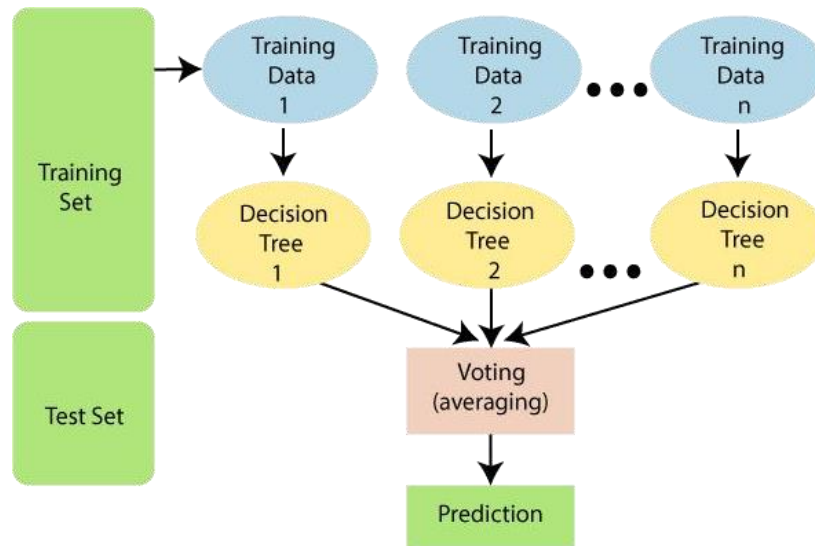 Training
Set
Training
Data
1
Training
Data
2
Training
Data
n
Decision
Tree
1
Decision
Tree
2
Decision
Tree
n
Test Set
Voting
(averaging)
Prediction